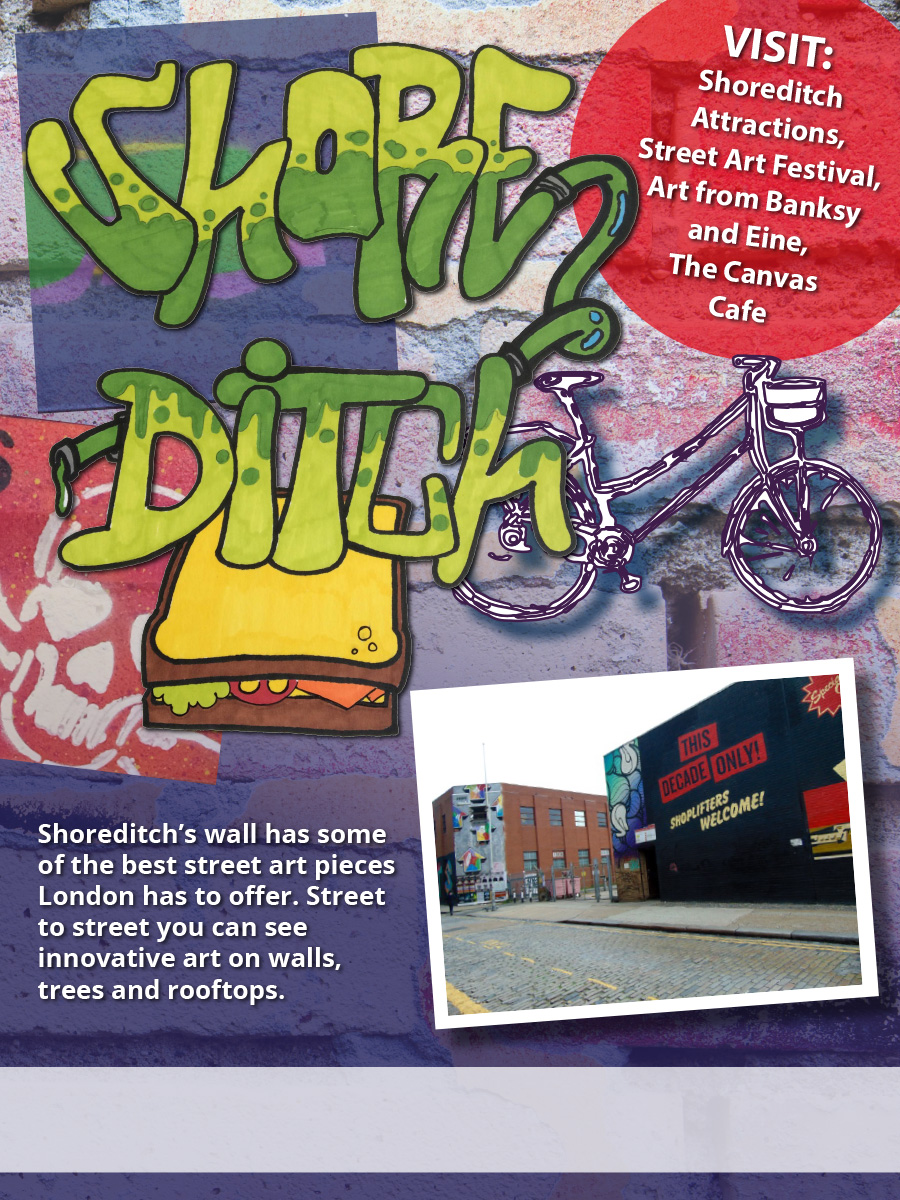 SHORE
DITCh
VISIT:
Shoreditch
Attractions,
Street Art Festival,
Art from Banksy
and Eine,
The Canvas
Cafe
Special
THIS
DECADE ONLY!
SHOPLIFTERS
WELCOME!
Shoreditch’s wall has some
of the best street art pieces
London has to offer. Street
to street you can see
innovative art on walls,
trees and rooftops.